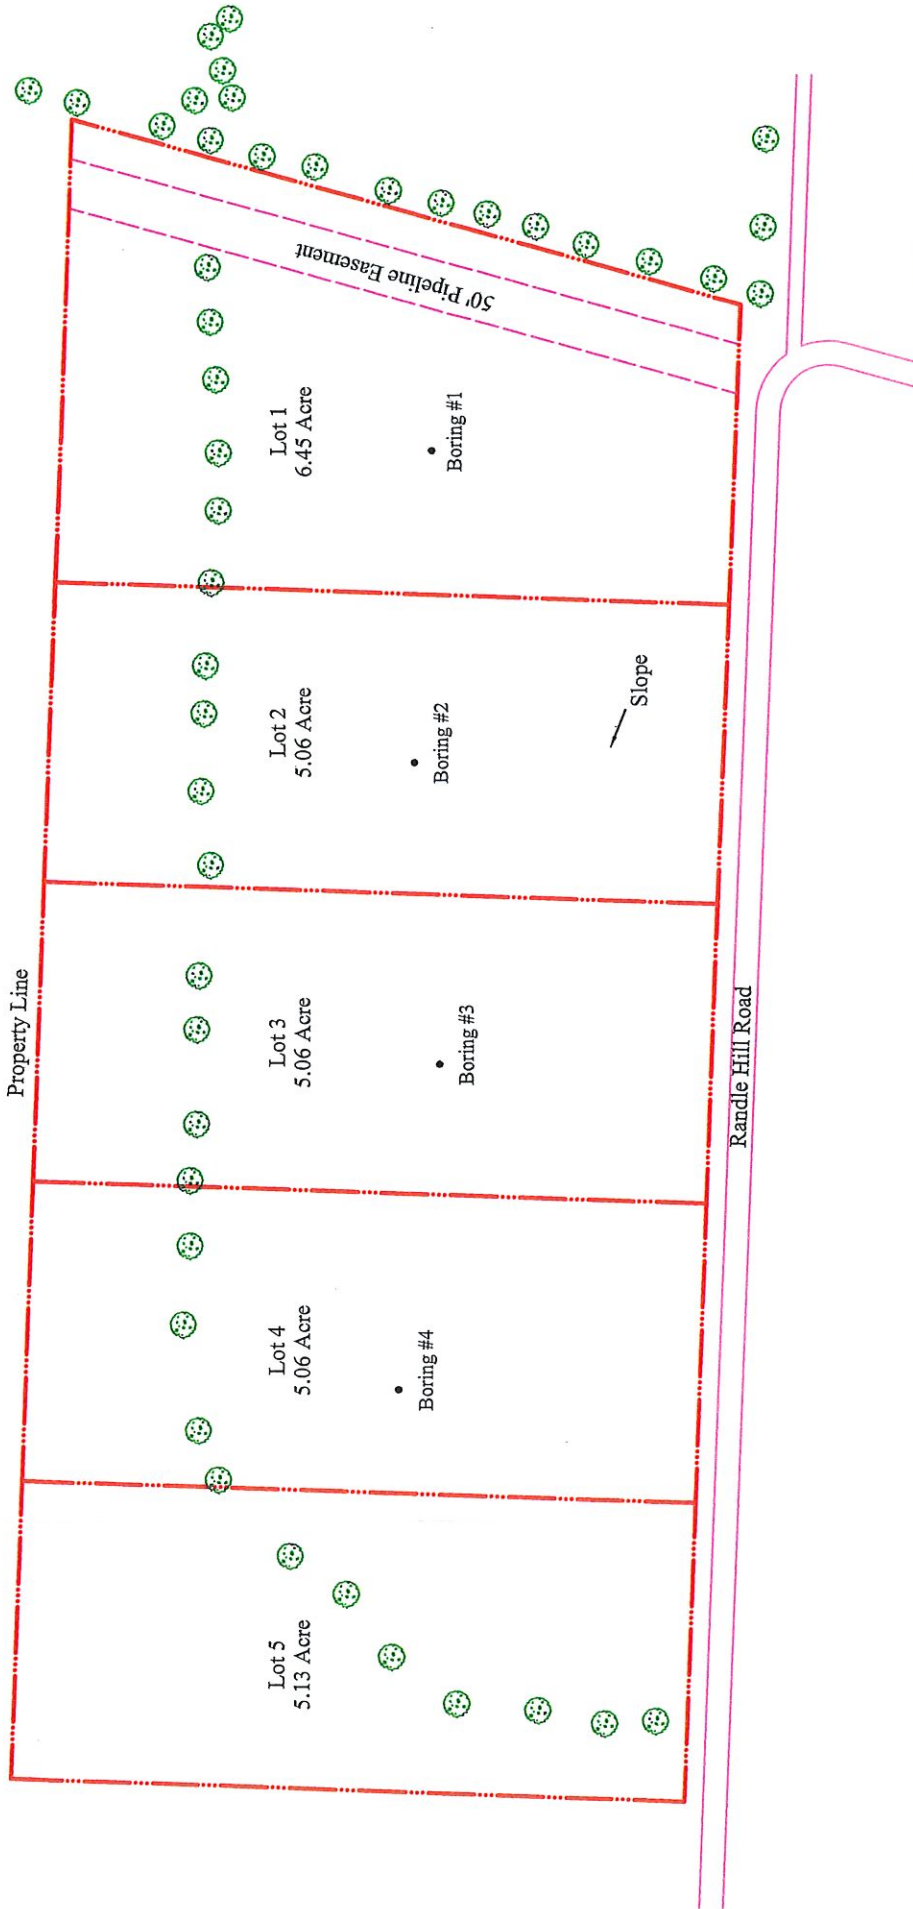 Property Line
Lot 5
5.13 Acre
Lot 4
5.06 Acre
Boring #4
Lot 3
5.06 Acre
Boring #3
Lot 2
5.06 Acre
Boring #2
Slope
Lot 1
6.45 Acre
Boring #1
50' Pipeline Easement
Randle Hill Road